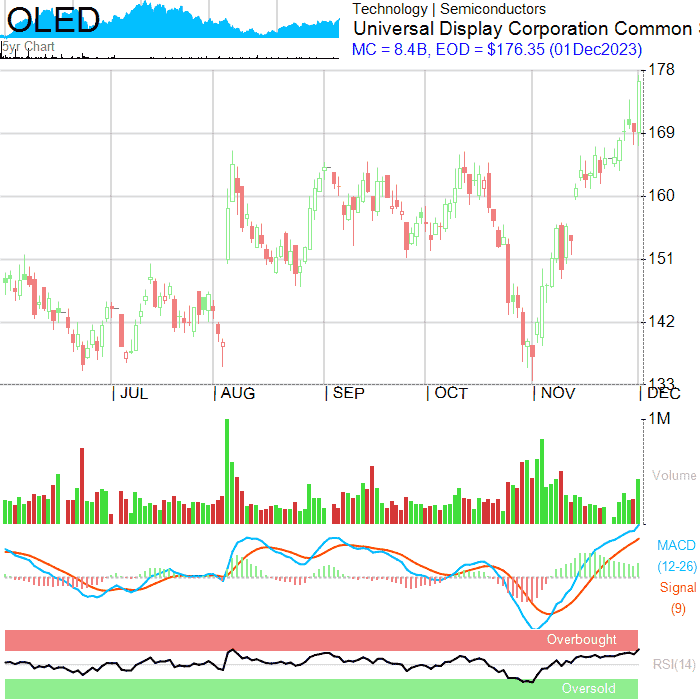 OLED
5yr Chart
Technology | Semiconductors
Universal Display Corporation Common
MC = 8.4B, EOD = $176.35 (01Dec2023)
178
169
160
151
142
133
JUL
AUG
SEP
OCT
NOV
DEC
1M
Volume
MACD
(12-26)
Signal
(9)
Overbought
RSI(14)
Oversold